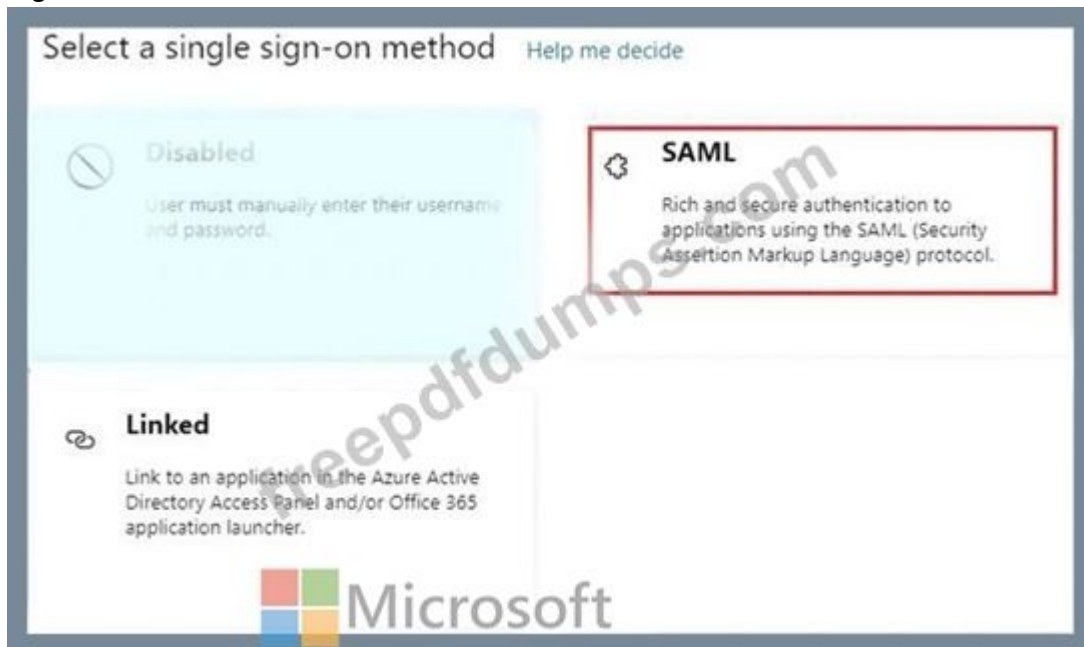 Select a single sign-on method Help me decide
Disabled
User must manually enter their username
and password.
SAML
Rich and secure authentication to
applications using the SAML (Security
Assertion Markup Language) protocol.
Linked
Link to an application in the Azure Active
Directory Access Panel and/or Office 365
application launcher.
freepdfdumps.com
Microsoft